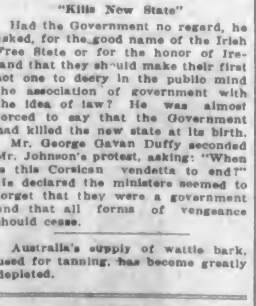 "Kills New State"
Had the Government no regard, he
asked, for the good name of the Irish
Free State or for the honor of Ire-
land that they should make their first
act one to decry in the public mind
the association of government with
the idea of law? He was almost
forced to say that the Government
had killed the new state at its birth.
Mr. George Gavan Duffy seconded
Mr. Johnson's protest, asking: "When
is this Corsican vendetta to end?"
He declared the ministers seemed to
forget that they were a government
and that all forms of vengeance
should cease.
Australia's supply of wattle bark,
used for tanning, has become greatly
depleted.